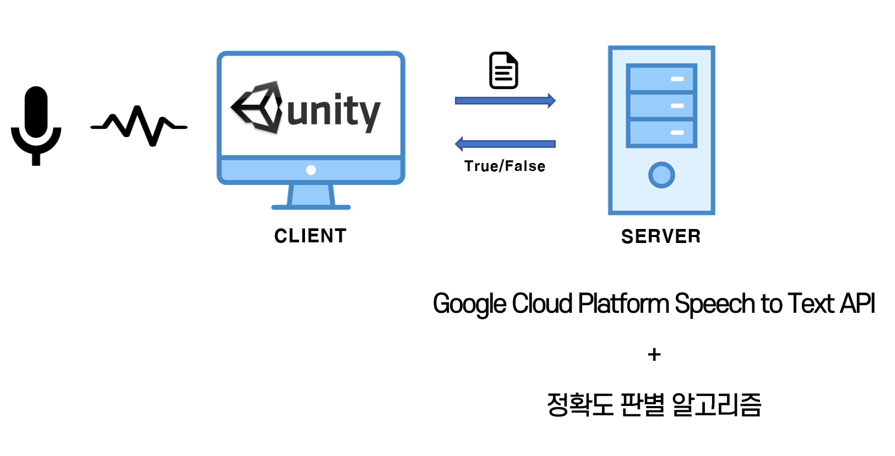 unity
True/False
CLIENT
SERVER
Google Cloud Platform Speech to Text API
+
정확도 판별 알고리즘